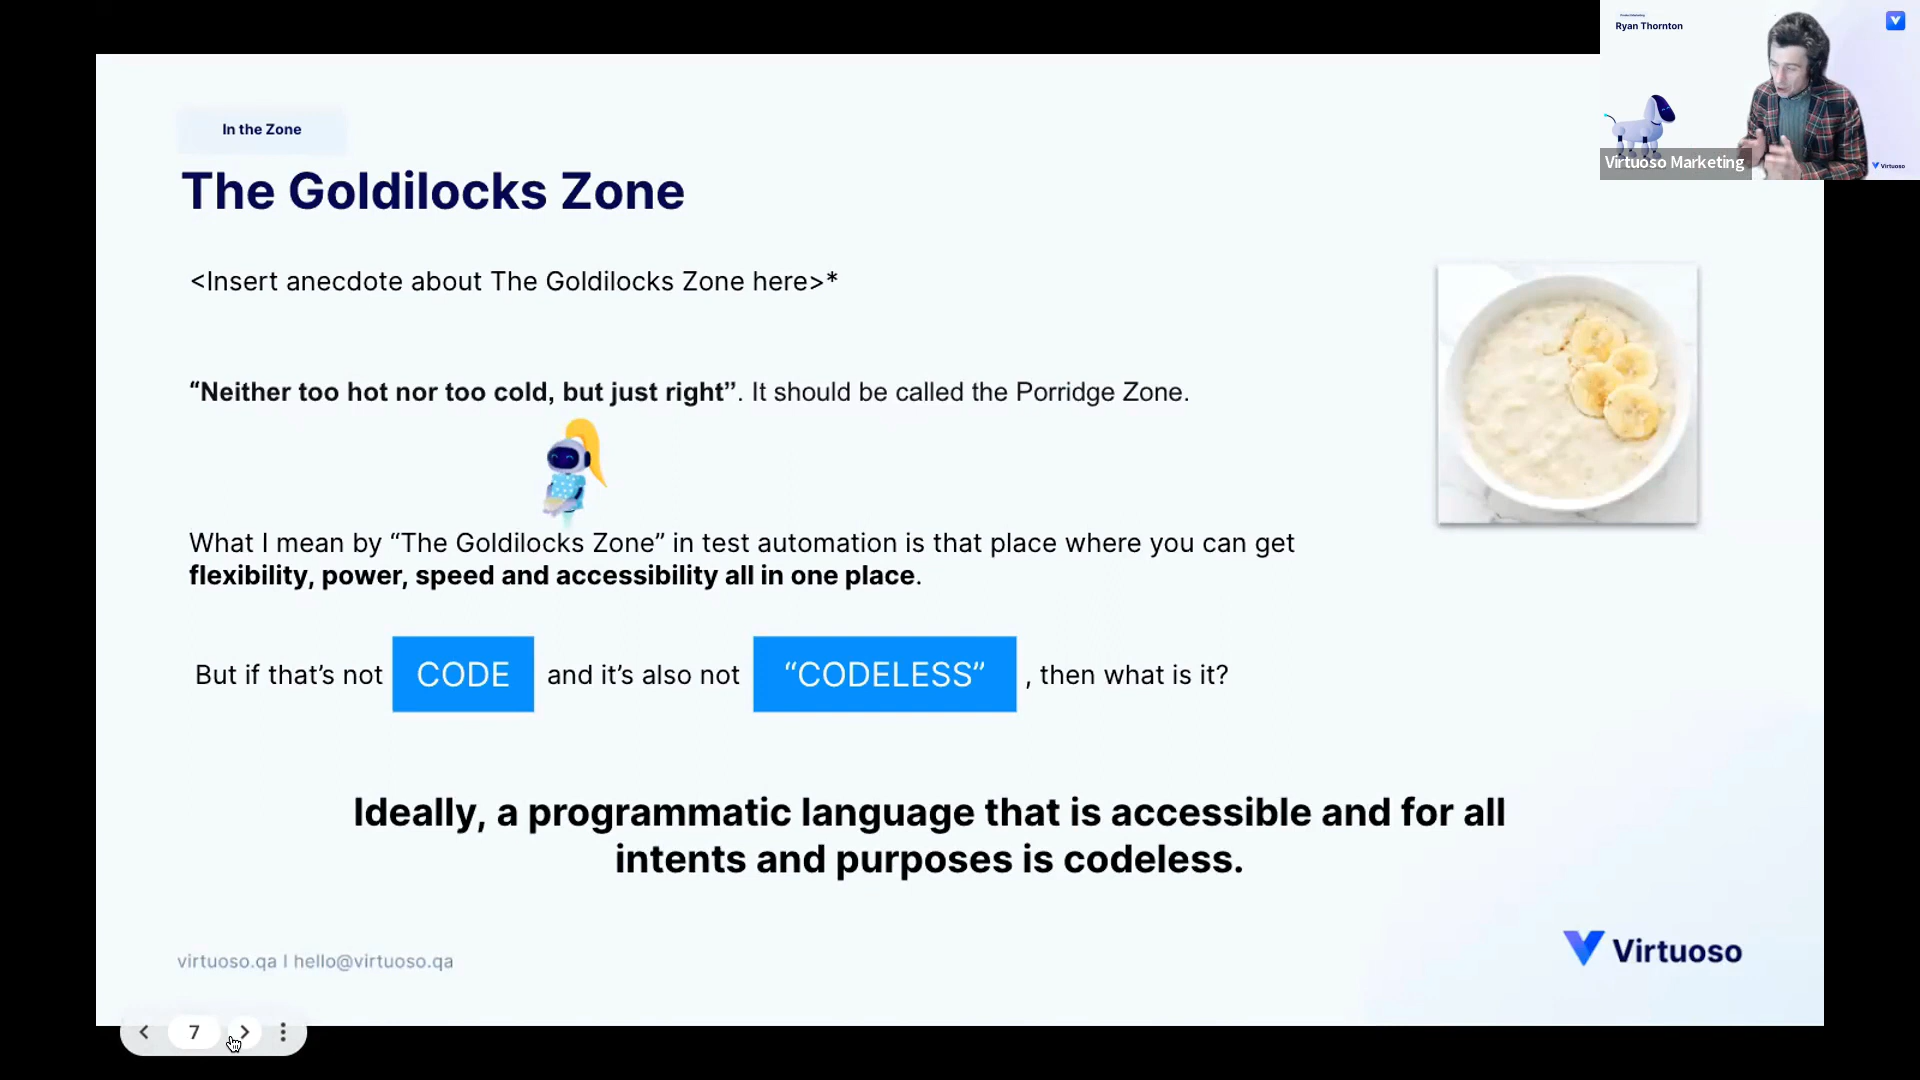 Ryan Thornton
Virtuoso Marketing
Virtuoso
In the Zone
The Goldilocks Zone
<Insert anecdote about The Goldilocks Zone here>*
“Neither too hot nor too cold, but just right”. It should be called the Porridge Zone.
What I mean by “The Goldilocks Zone” in test automation is that place where you can get
flexibility, power, speed and accessibility all in one place.
But if that’s not CODE and it’s also not “CODELESS” , then what is it?
Ideally, a programmatic language that is accessible and for all
intents and purposes is codeless.
virtuoso.qa | hello@virtuoso.qa
Virtuoso
7